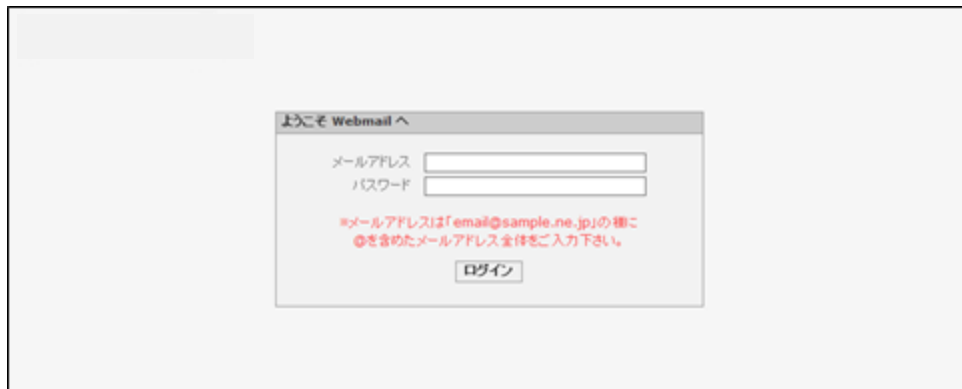 ようこそ Webmail へ
メールアドレス
パスワード
※メールアドレスは「email@sample.ne.jp」の様に
@を含めたメールアドレス全体をご入力下さい。
ログイン